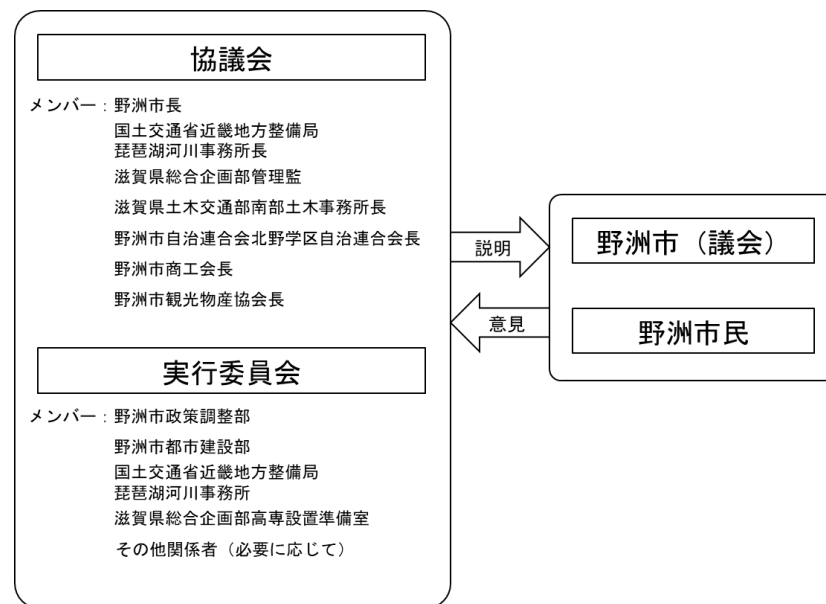 協議会
メンバー：野洲市長
国土交通省近畿地方整備局
琵琶湖河川事務所長
滋賀県総合企画部管理監
滋賀県土木交通部南部土木事務所長
野洲市自治連合会北野学区自治連合会長
野洲市商工会長
野洲市観光物産協会長
実行委員会
メンバー：野洲市政策調整部
野洲市都市建設部
国土交通省近畿地方整備局
琵琶湖河川事務所
滋賀県総合企画部高専設置準備室
その他関係者（必要に応じて）
説明
意見
野洲市（議会）
野洲市民